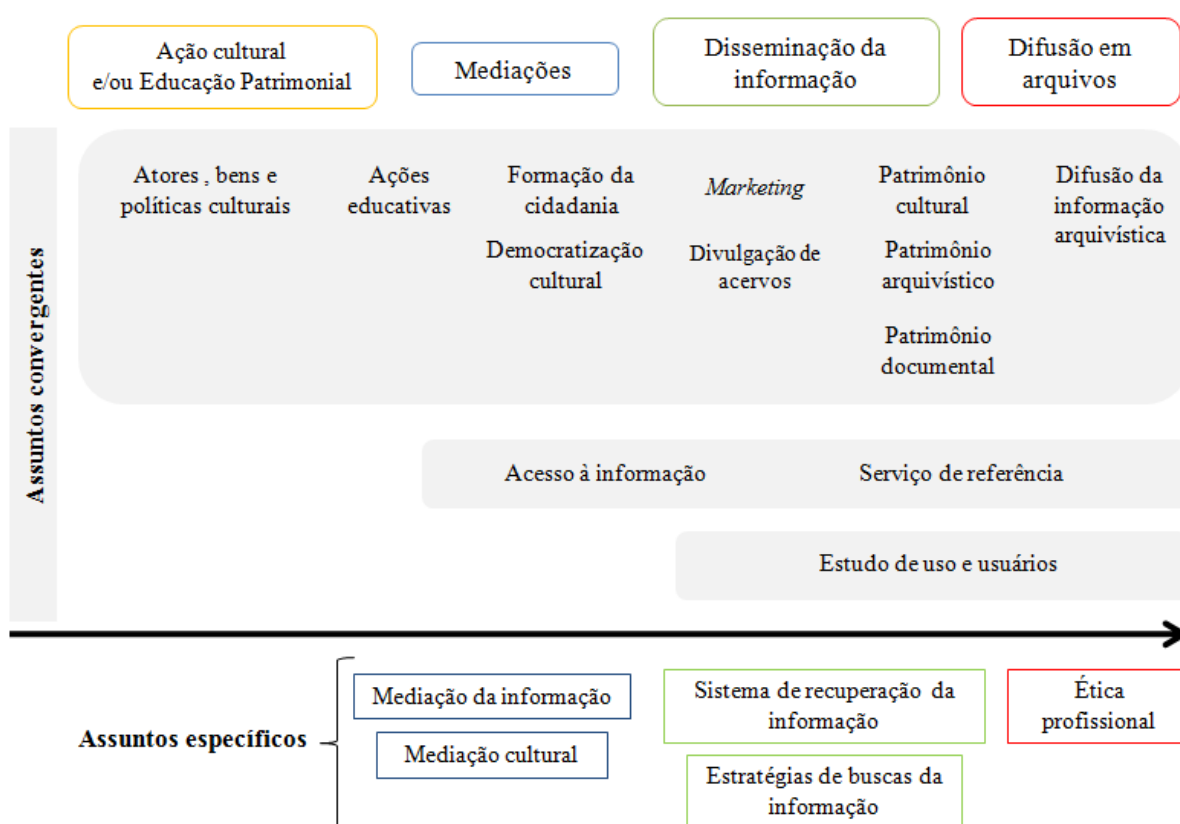 Ação cultural
e/ou Educação Patrimonial
Mediações
Disseminação da
informação
Difusão em
arquivos
Assuntos convergentes
Atores , bens e
políticas culturais
Ações
educativas
Formação da
cidadania
Democratização
cultural
Marketing
Divulgação de
acervos
Patrimônio
cultural
Patrimônio
arquivístico
Patrimônio
documental
Difusão da
informação
arquivística
Acesso à informação
Serviço de referência
Estudo de uso e usuários
Assuntos específicos
Mediação da informação
Mediação cultural
Sistema de recuperação da
informação
Estratégias de buscas da
informação
Ética
profissional